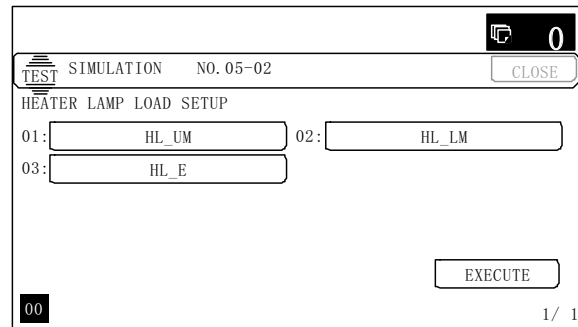 0
TEST SIMULATION NO.05-02 CLOSE
HEATER LAMP LOAD SETUP
01: HL_UM 02: HL_LM
03: HL_E
EXECUTE
00 1/ 1